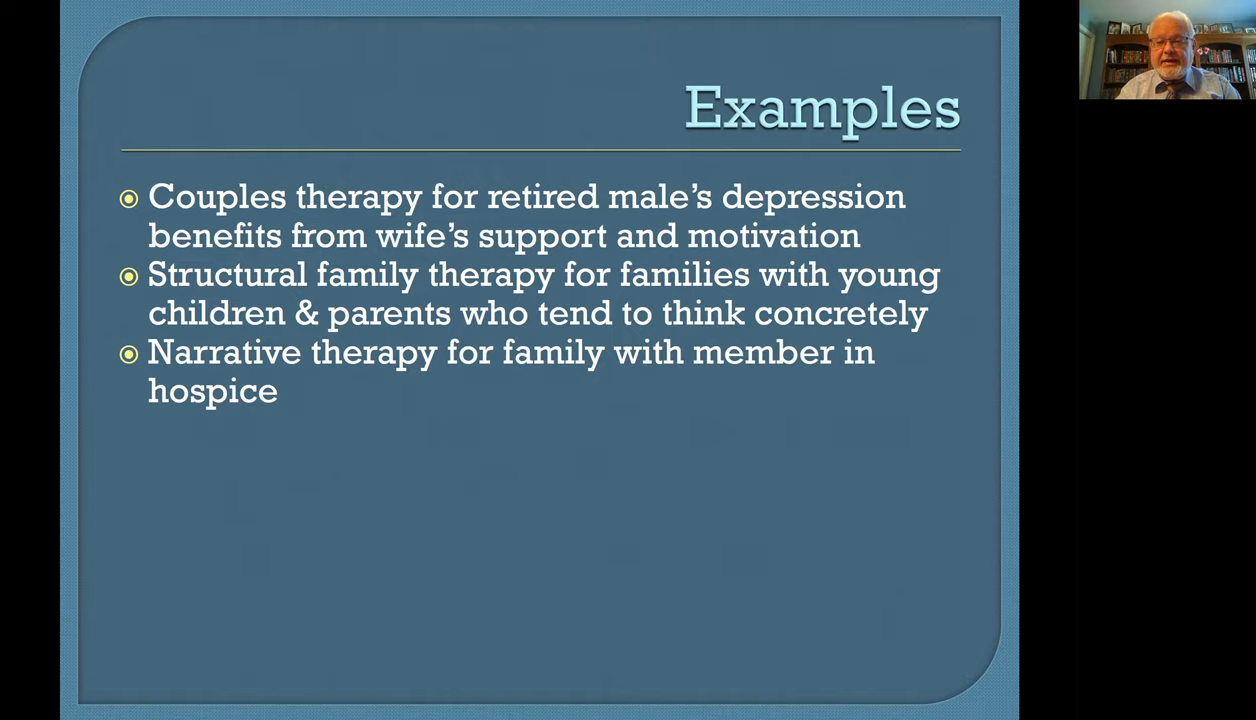 Examples
Couples therapy for retired male’s depression
benefits from wife’s support and motivation
Structural family therapy for families with young
children & parents who tend to think concretely
Narrative therapy for family with member in
hospice